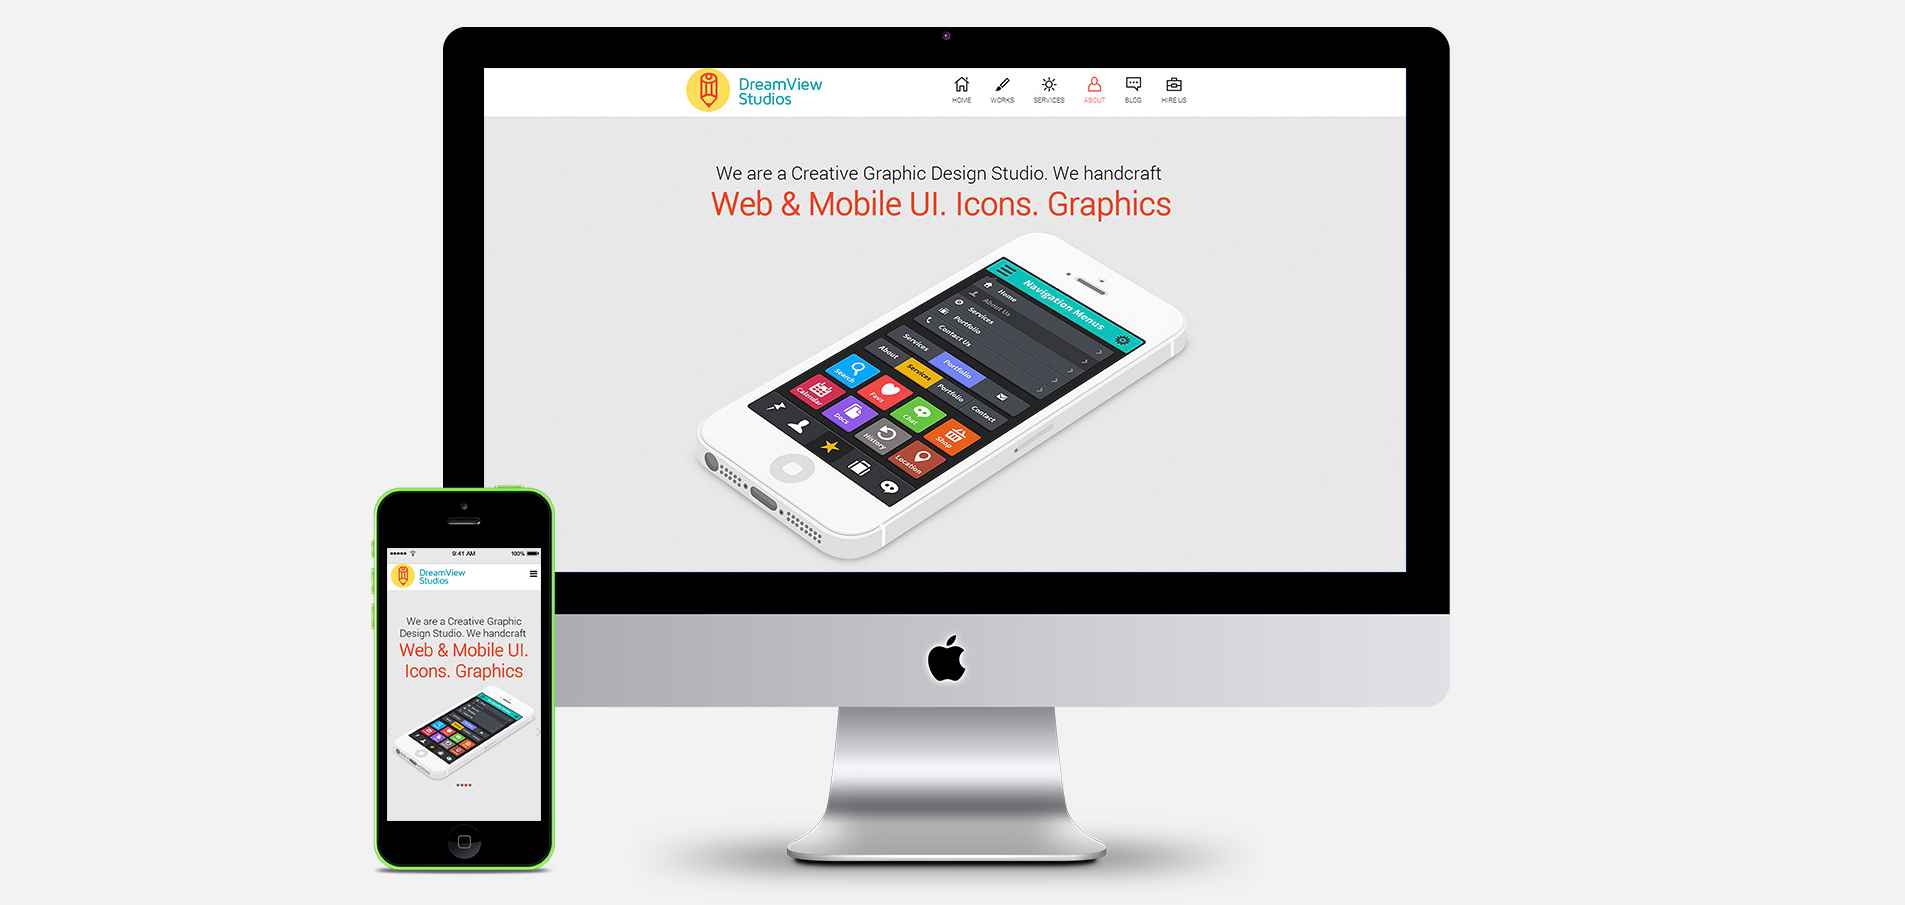 DreamView
Studios
HOME
WORKS
SERVICES
ABOUT
BLOG
HIRE US
We are a Creative Graphic Design Studio. We handcraft
Web & Mobile UI. Icons. Graphics
Navigation Menus
Home
About Us
Services
Portfolio
Contact Us
Services
Portfolio
About
Services
Portfolio
Contact
Search
Favs
Chat
Shop
Calendar
Docs
History
Location
9:41 AM
100%
DreamView
Studios
We are a Creative Graphic
Design Studio. We handcraft
Web & Mobile UI.
Icons. Graphics